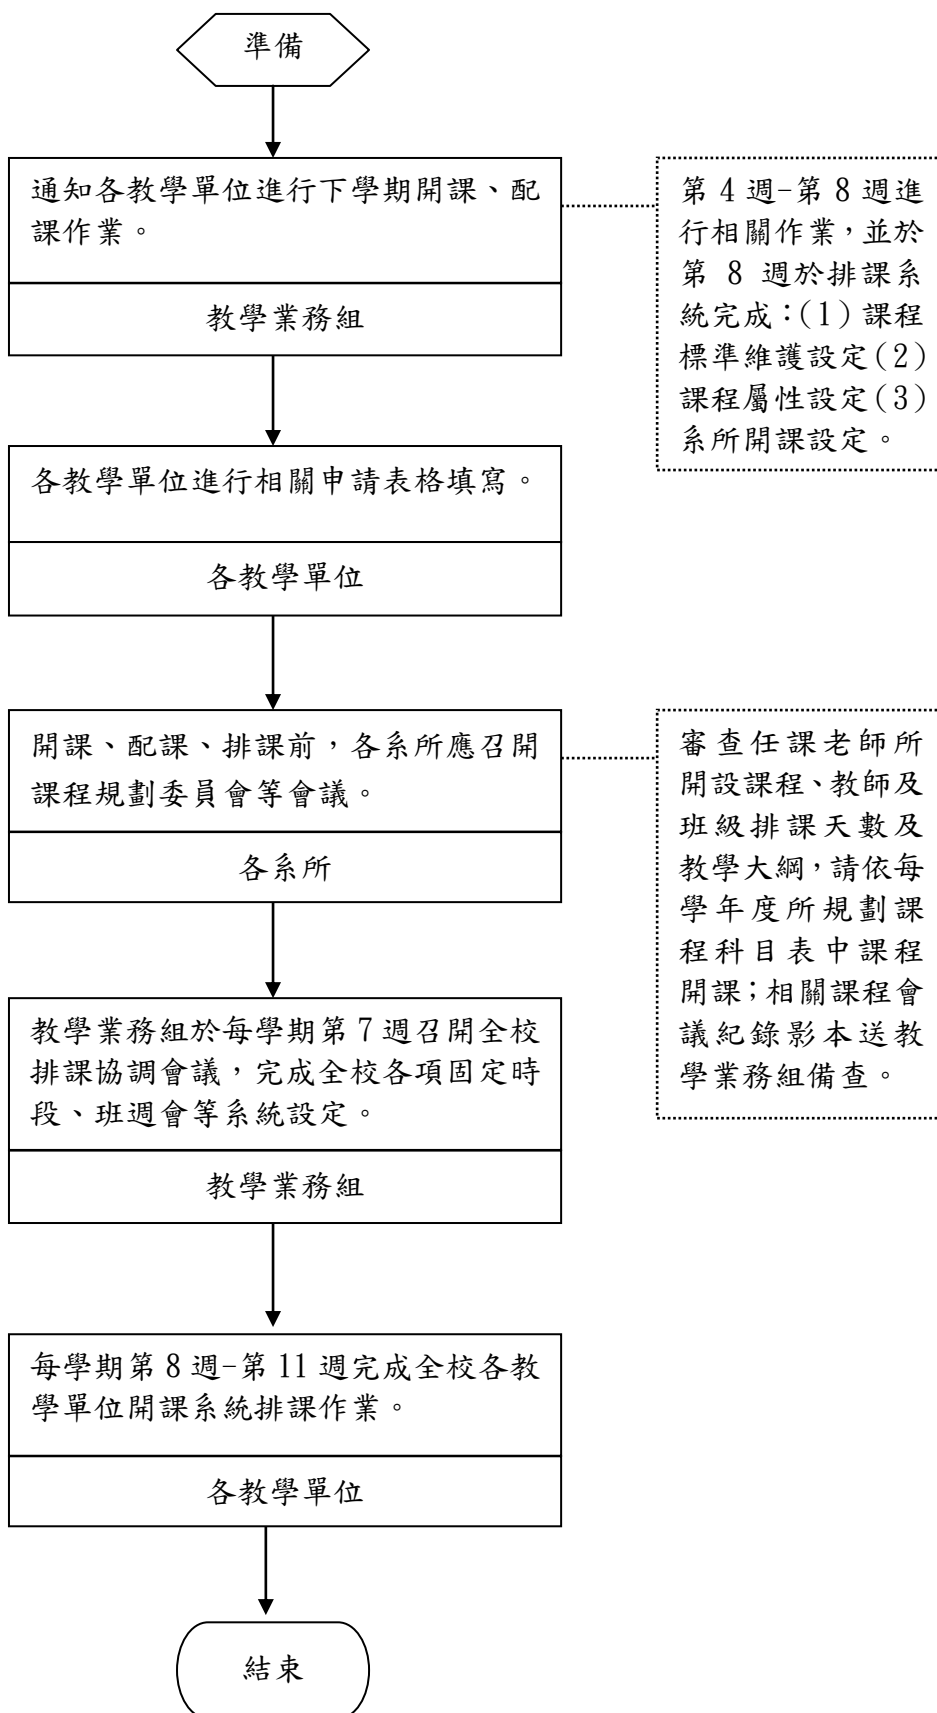 準備
通知各教學單位進行下學期開課、配
課作業。
教學業務組
第 4 週-第 8 週進
行相關作業,並於
第 8 週於排課系
統完成:(1)課程
標準維護設定(2)
課程屬性設定(3)
系所開課設定。
各教學單位進行相關申請表格填寫。
各教學單位
開課、配課、排課前,各系所應召開
課程規劃委員會等會議。
各系所
審查任課老師所
開設課程、教師及
班級排課天數及
教學大綱,請依每
學年度所規劃課
程科目表中課程
開課;相關課程會
議紀錄影本送教
學業務組備查。
教學業務組於每學期第 7 週召開全校
排課協調會議,完成全校各項固定時
段、班週會等系統設定。
教學業務組
每學期第 8 週-第 11 週完成全校各教
學單位開課系統排課作業。
各教學單位
結束